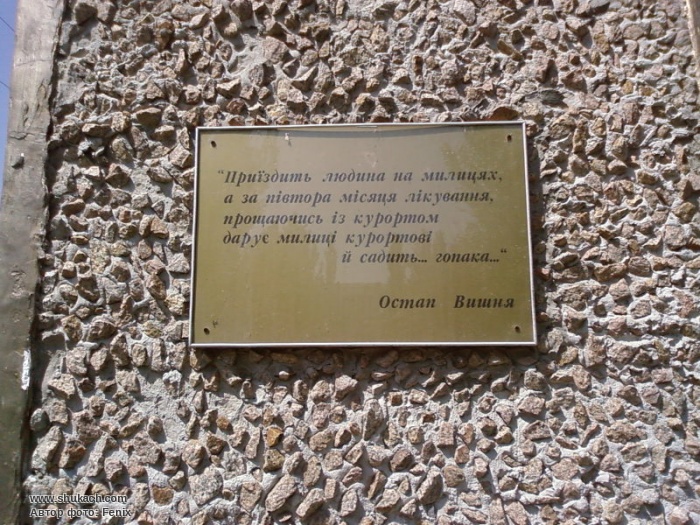 "Приїздить людина на милицях,
а за півтора місяця лікування,
прощаючись із курортом
дарує милиці курортові
й садить... гопака..."
Остап Вишня
www.shukach.com
Автор фото: Fenix